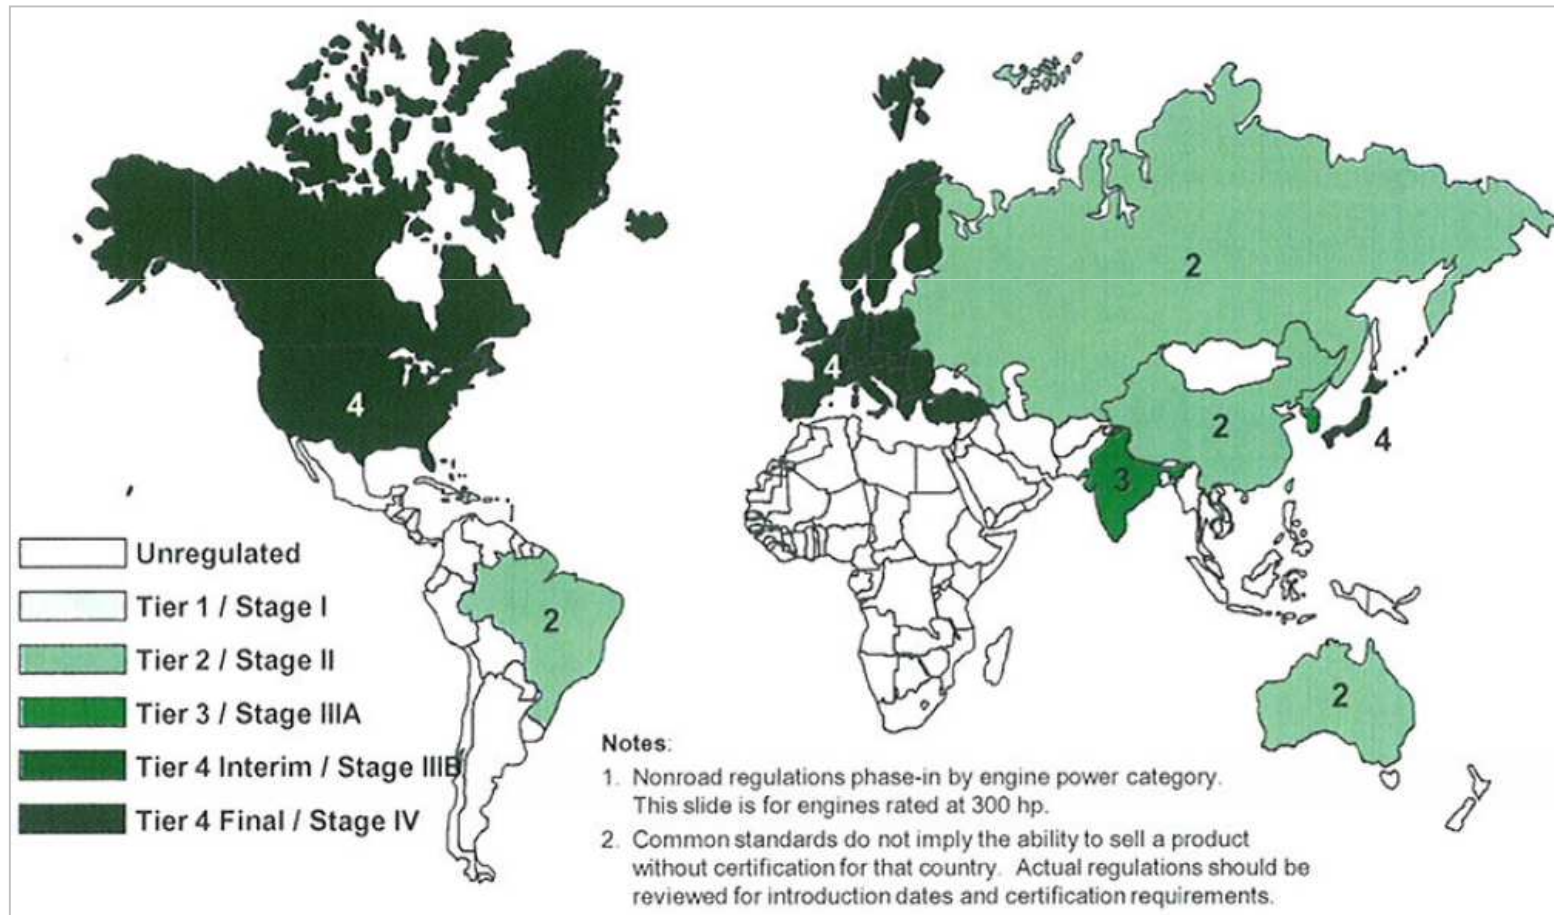 2
4
4
2
4
3
2
2
Unregulated
Tier 1 / Stage I
Tier 2 / Stage II
Tier 3 / Stage IIIA
Tier 4 Interim / Stage IIIB
Tier 4 Final / Stage IV
Notes:
1. Nonroad regulations phase-in by engine power category.
This slide is for engines rated at 300 hp.
2. Common standards do not imply the ability to sell a product
without certification for that country. Actual regulations should be
reviewed for introduction dates and certification requirements.